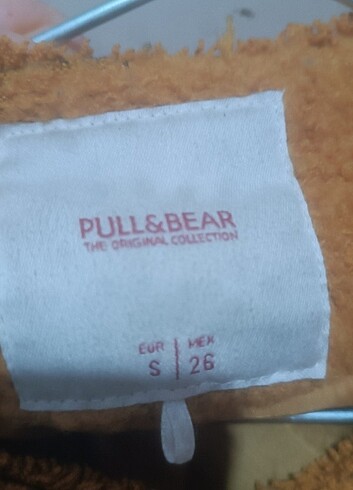 PULL&BEAR
THE ORIGINAL COLLECTION
EUR | MEX
S | 26